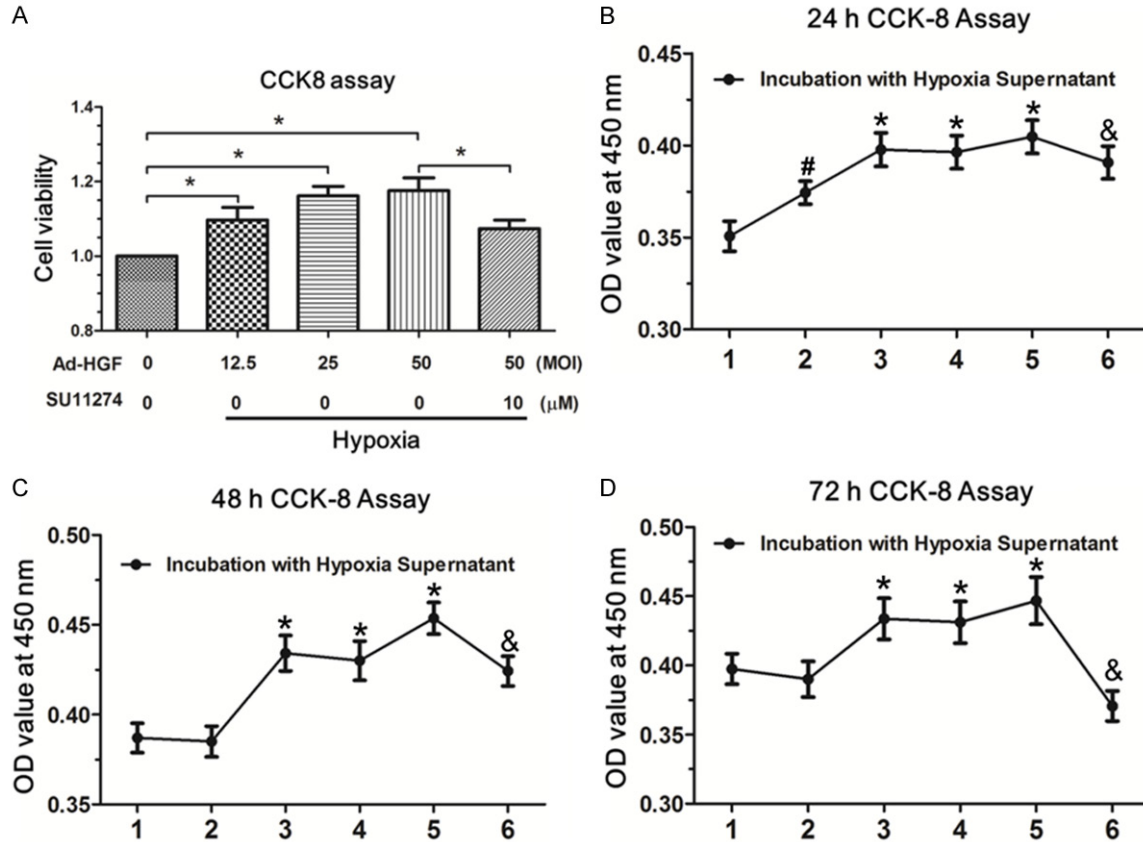 A
CCK8 assay
Cell viability
1.4
1.2
1.0
0.8
*
*
*
*
Ad-HGF 0 12.5 25 50 50 (MOI)
SU11274 0 0 0 0 10 (μM)
Hypoxia
B
24 h CCK-8 Assay
OD value at 450 nm
Incubation with Hypoxia Supernatant
0.45
0.40
0.35
0.30
# * * * &
1 2 3 4 5 6
C
48 h CCK-8 Assay
OD value at 450 nm
Incubation with Hypoxia Supernatant
0.50
0.45
0.40
0.35
* * * &
1 2 3 4 5 6
D
72 h CCK-8 Assay
OD value at 450 nm
Incubation with Hypoxia Supernatant
0.50
0.45
0.40
0.35
0.30
* * * &
1 2 3 4 5 6